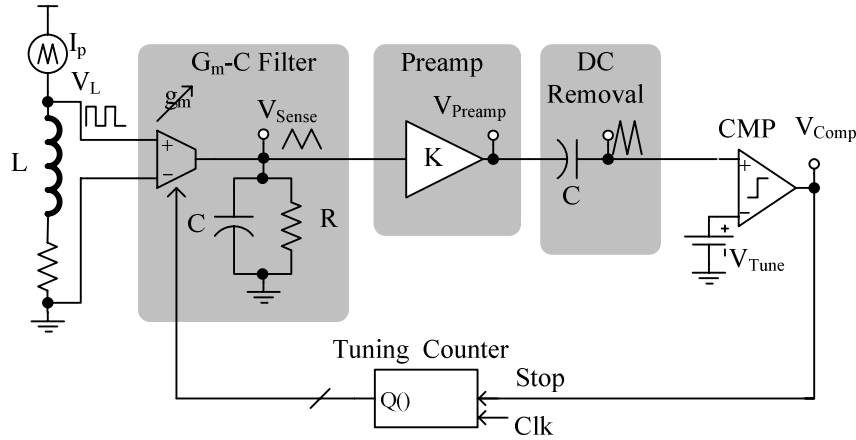 I_p
G_m-C Filter
Preamp
DC
Removal
V_L
g_m
V_Sense
V_Preamp
CMP
V_Comp
L
+
−
K
C
+
−
C
R
+
V_Tune
Tuning Counter
Q()
Stop
Clk